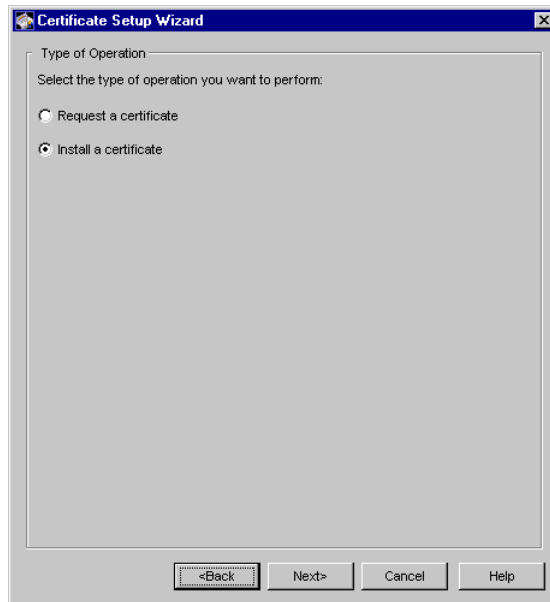 Certificate Setup Wizard
Type of Operation
Select the type of operation you want to perform:
Request a certificate
Install a certificate
<Back Next> Cancel Help